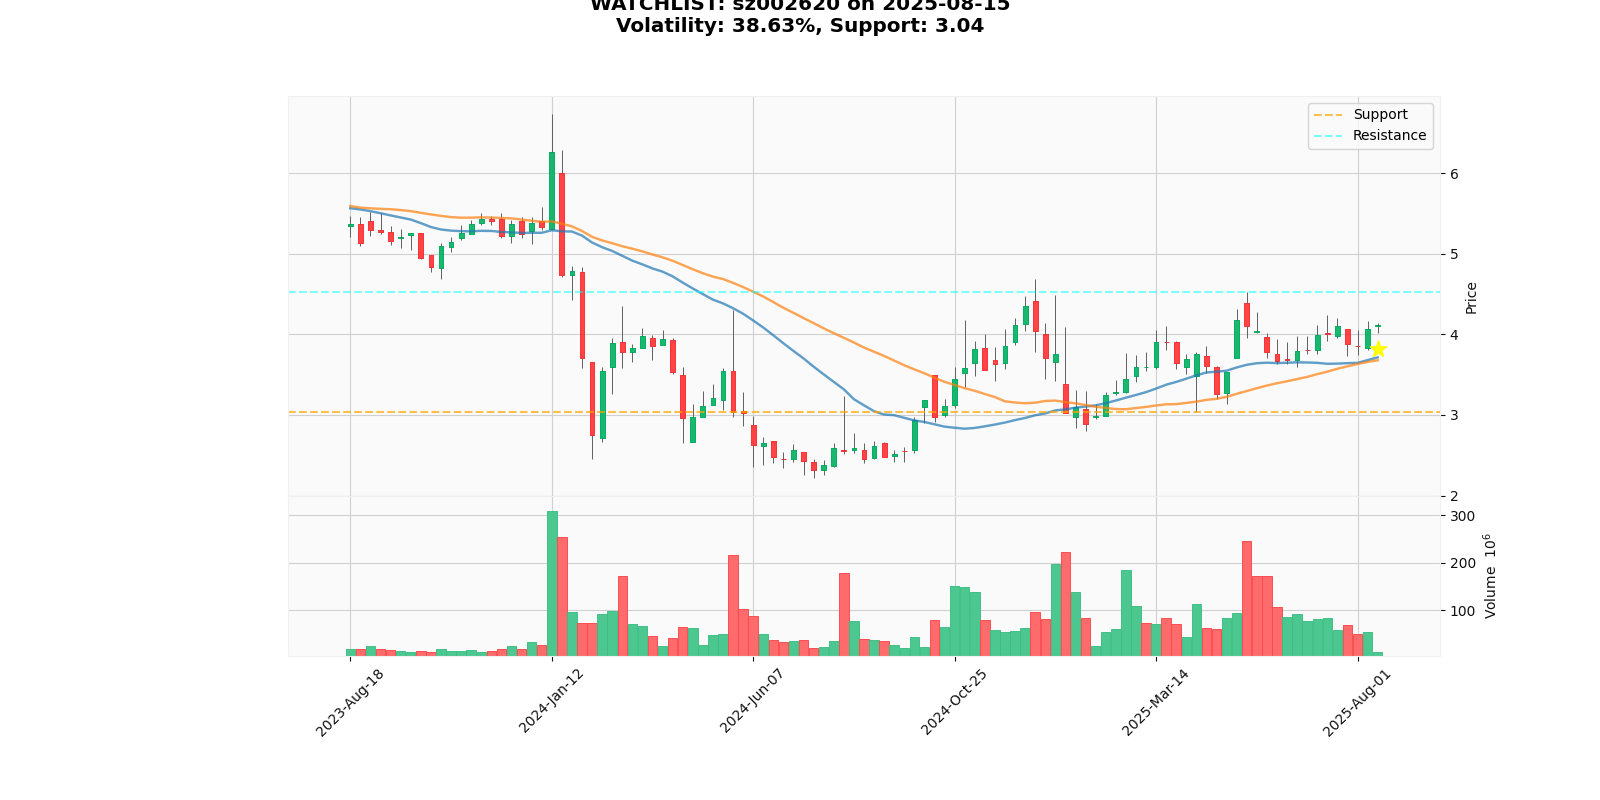 WATCHLIST: sz002620 on 2025-08-15
Volatility: 38.63%, Support: 3.04
Support
Resistance
6
5
4
3
2
Price
300
200
100
Volume 10⁶
2023-Aug-18
2024-Jan-12
2024-Jun-07
2024-Oct-25
2025-Mar-14
2025-Aug-01